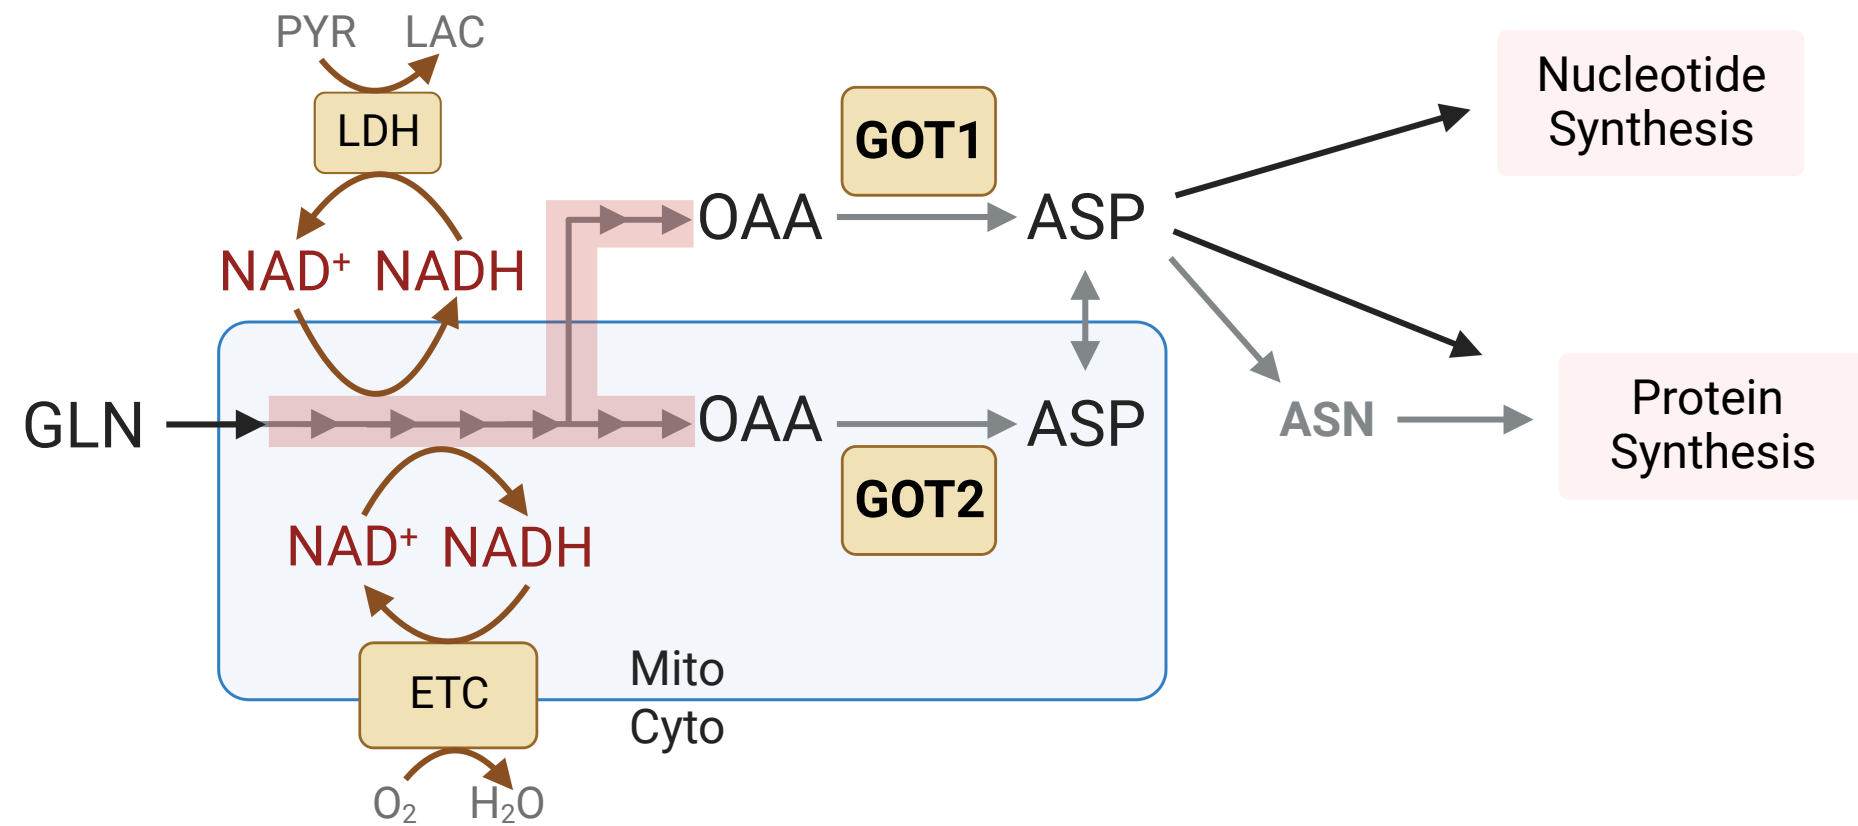 PYR LAC
LDH
NAD⁺ NADH
GOT1
OAA ASP
Nucleotide
Synthesis
GLN
OAA ASP
GOT2
ASN
Protein
Synthesis
NAD⁺ NADH
ETC
Mito
Cyto
O₂ H₂O